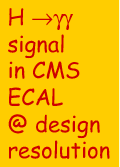 H →γγ
signal
in CMS
ECAL
@ design
resolution